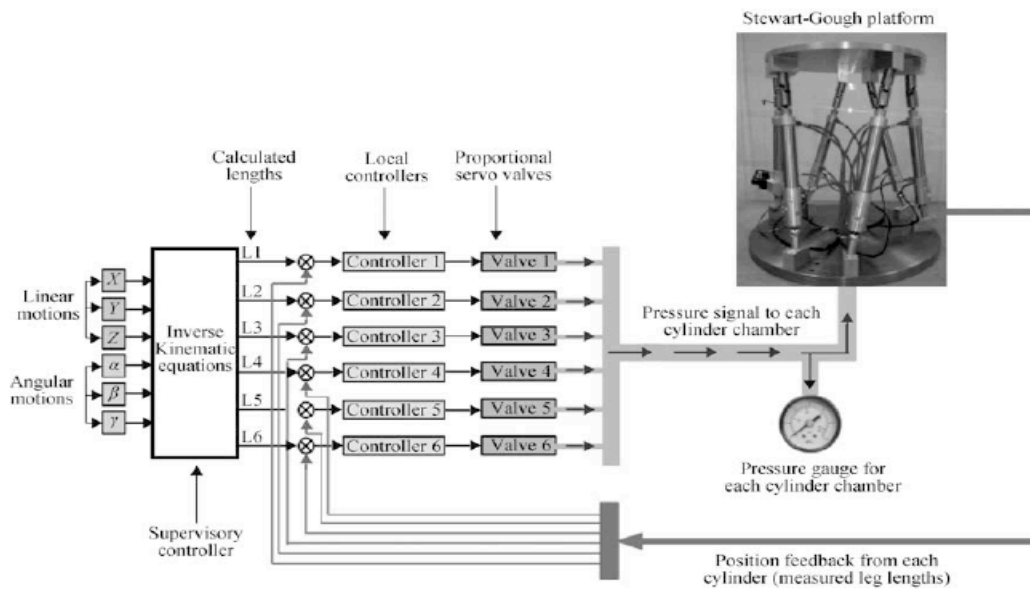 Stewart-Gough platform
Calculated
lengths
Local
controllers
Proportional
servo valves
Linear
motions
Angular
motions
X
Y
Z
α
β
γ
Inverse
Kinematic
equations
L1
L2
L3
L4
L5
L6
Controller 1
Controller 2
Controller 3
Controller 4
Controller 5
Controller 6
Valve 1
Valve 2
Valve 3
Valve 4
Valve 5
Valve 6
Pressure signal to each
cylinder chamber
Pressure gauge for
each cylinder chamber
Supervisory
controller
Position feedback from each
cylinder (measured leg lengths)